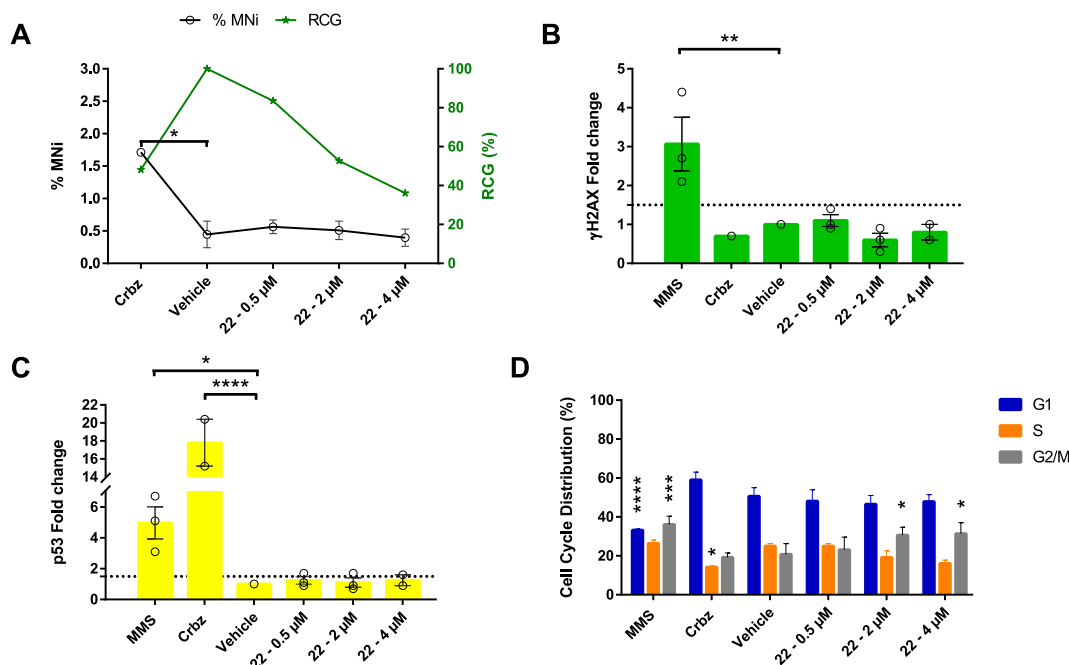 % MNi RCG
A
3.0
2.5
2.0
1.5
1.0
0.5
0.0
% MNi
*
100
80
60
40
20
0
RCG (%)
Crbz
Vehicle
22 - 0.5 µM
22 - 2 µM
22 - 4 µM
B
**
5
4
3
2
1
0
γH2AX Fold change
MMS
Crbz
Vehicle
22 - 0.5 µM
22 - 2 µM
22 - 4 µM
C
*
****
22
20
18
16
14
6
4
2
0
p53 Fold change
MMS
Crbz
Vehicle
22 - 0.5 µM
22 - 2 µM
22 - 4 µM
D
100
80
60
40
20
0
Cell Cycle Distribution (%)
****
***
*
*
*
MMS
Crbz
Vehicle
22 - 0.5 µM
22 - 2 µM
22 - 4 µM
G1
S
G2/M